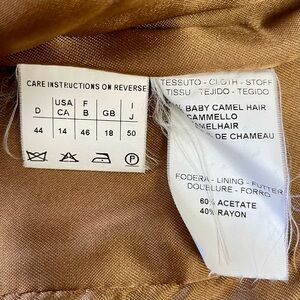 CARE INSTRUCTIONS ON REVERSE
D USA CA F B GB I J
44 14 46 18 50
P
TESSUTO - CLOTH - STOFF
TISSU - TEJIDO - TEGIDO
% BABY CAMEL HAIR
CAMMELLO
MELHAIR
DE CHAMEAU
FODERA - LINING - FUTTER
DOUBLURE - FORRO
60% ACETATE
40% RAYON